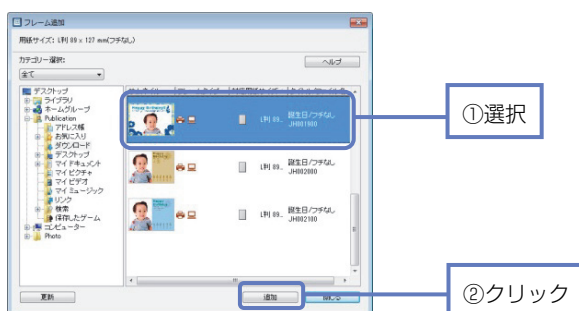 フレーム追加
用紙サイズ: L判 89 x 127 mm(フチなし)
カテゴリー選択:
ヘルプ
全て
デスクトップ
ライブラリ
ホームグループ
Publication
アドレス帳
お気に入り
ダウンロード
デスクトップ
マイ ドキュメント
マイ ピクチャ
マイ ビデオ
マイ ミュージック
リンク
検索
保存したゲーム
コンピューター
Photo
L判 89.. 誕生日/フチなし
JH001900
L判 89.. 誕生日/フチなし
JH002000
L判 89.. 誕生日/フチなし
JH002100
更新
追加
①選択
②クリック